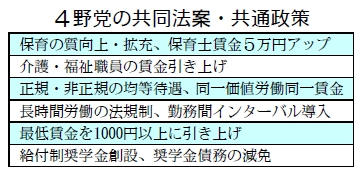 ４野党の共同法案・共通政策
保育の質向上・拡充、保育士賃金５万円アップ
介護・福祉職員の賃金引き上げ
正規・非正規の均等待遇、同一価値労働同一賃金
長時間労働の法規制、勤務間インターバル導入
最低賃金を1000円以上に引き上げ
給付制奨学金創設、奨学金債務の減免